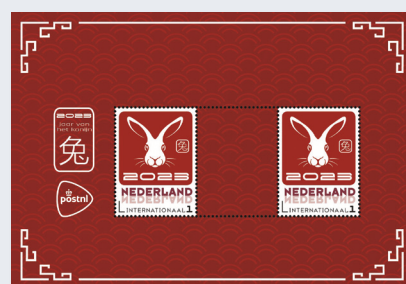 2023
jaar van
het konijn
兔
postnl
兔
2023
NEDERLAND
INTERNATIONAAL 1
兔
2023
NEDERLAND
INTERNATIONAAL 1